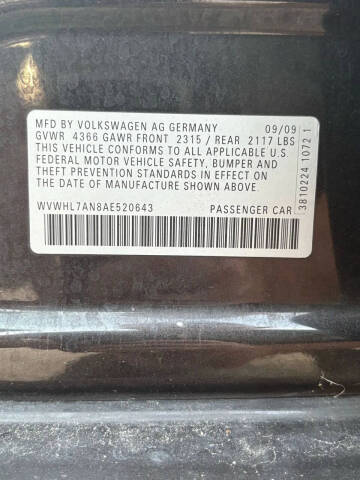 MFD BY VOLKSWAGEN AG GERMANY 09/09
GVWR 4366 GAWR FRONT 2315 / REAR 2117 LBS
THIS VEHICLE CONFORMS TO ALL APPLICABLE U.S.
FEDERAL MOTOR VEHICLE SAFETY, BUMPER AND
THEFT PREVENTION STANDARDS IN EFFECT ON
THE DATE OF MANUFACTURE SHOWN ABOVE.
WVWHL7AN8AE520643 PASSENGER CAR
3810224 1072 1